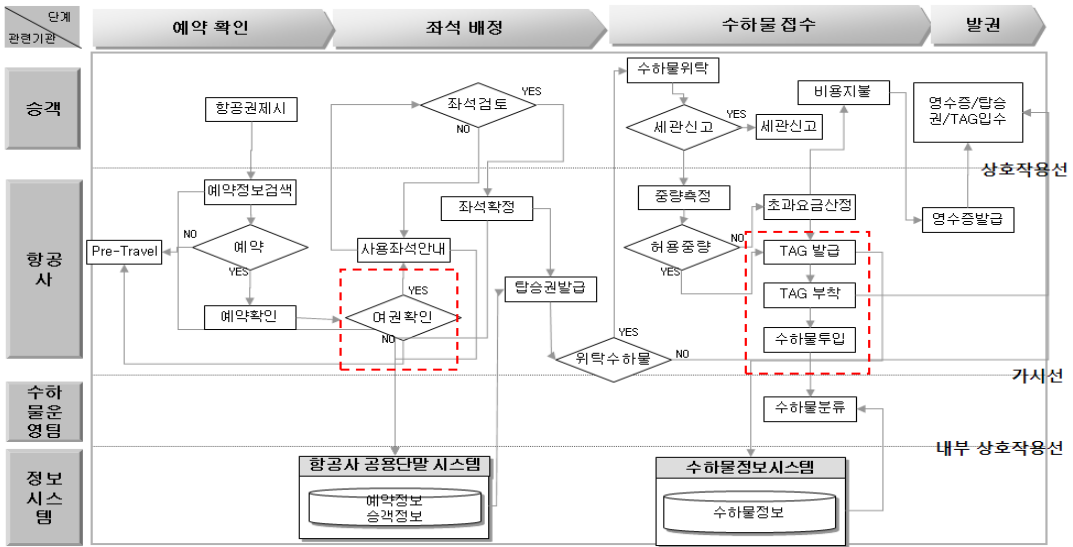 단계
관련기관
예약 확인
좌석 배정
수하물 접수
발권
승객
항공권제시
좌석검토
YES
NO
수하물위탁
세관신고
YES
세관신고
비용지불
영수증/탑승
권/TAG입수
상호작용선
항공
사
예약정보검색
예약
NO
YES
Pre-Travel
예약확인
사용좌석안내
좌석확정
YES
여권확인
NO
탑승권발급
중량측정
허용중량
NO
YES
초과요금산정
TAG 발급
TAG 부착
수하물투입
영수증발급
YES
위탁수하물
NO
가시선
수하
물운
영팀
수하물분류
내부 상호작용선
정보
시스
템
항공사 공용단말 시스템
예약정보
승객정보
수하물정보시스템
수하물정보